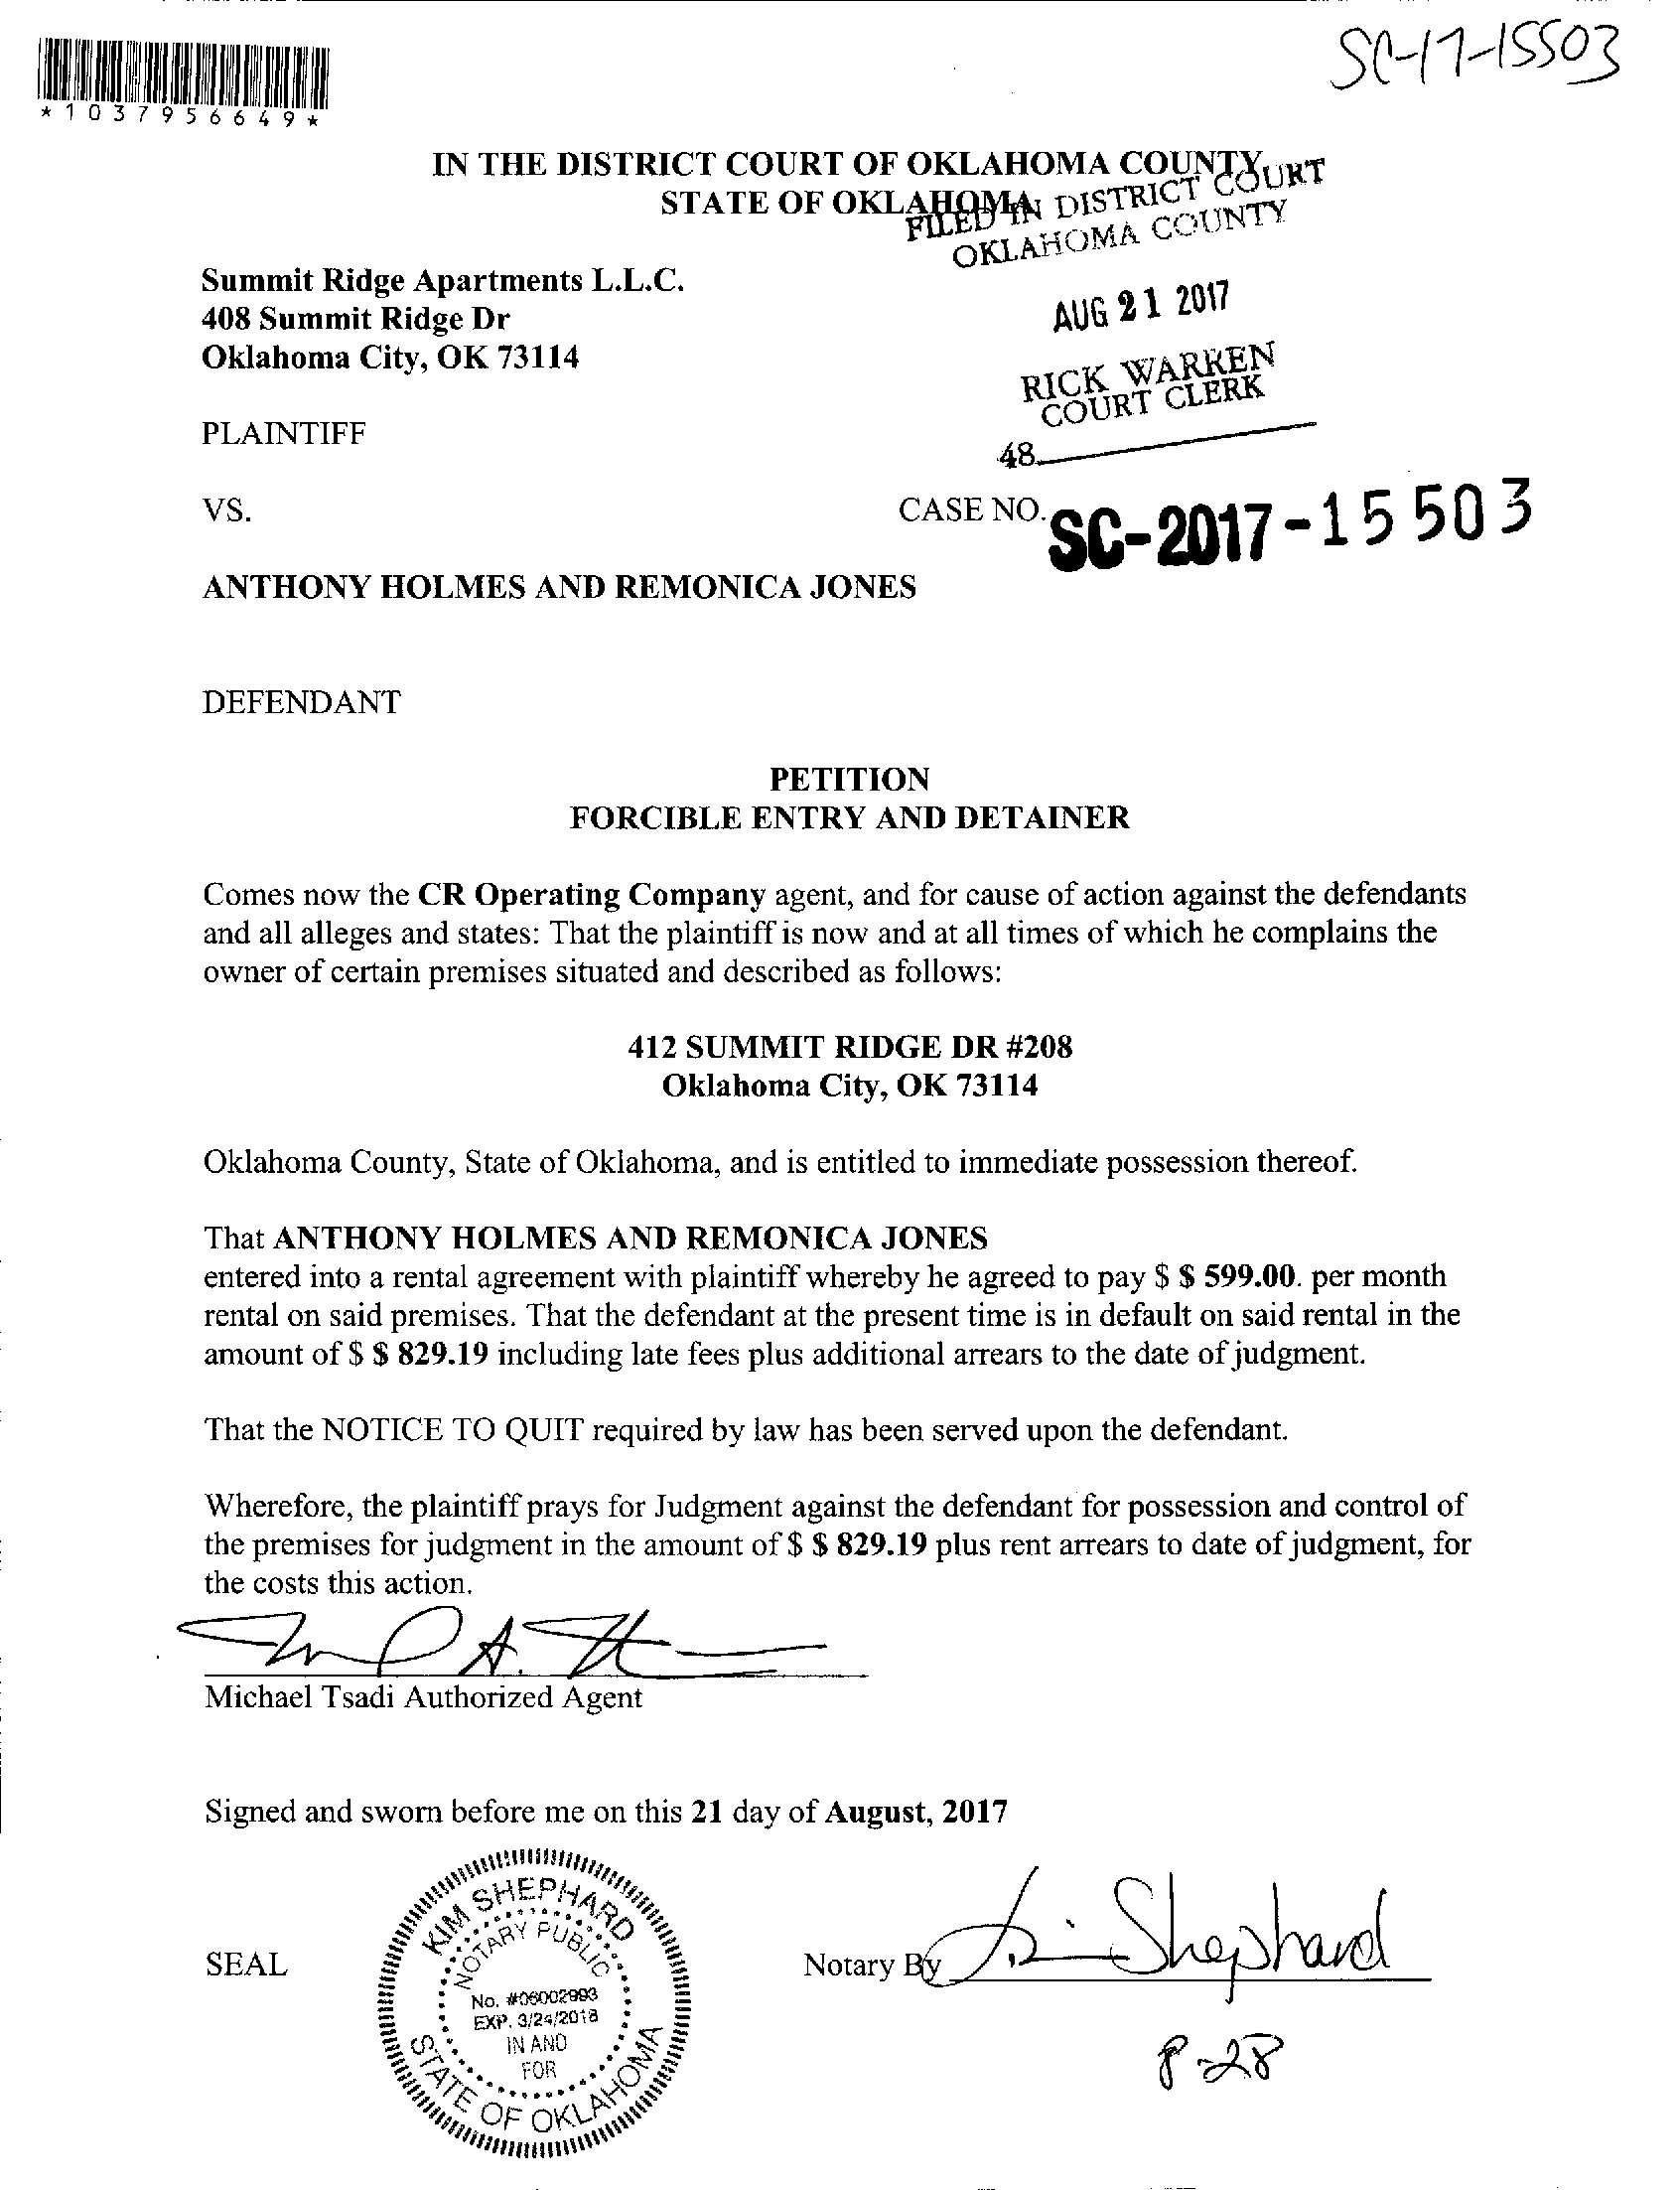 SC-17-15503
*1037956649*
IN THE DISTRICT COURT OF OKLAHOMA COUNTY
STATE OF OKLAHOMA
FILED IN DISTRICT COURT
OKLAHOMA COUNTY
Summit Ridge Apartments L.L.C.
408 Summit Ridge Dr
Oklahoma City, OK 73114
AUG 21 2017
RICK WARREN
COURT CLERK
48
PLAINTIFF
VS.
CASE NO. SC-2017-15503
ANTHONY HOLMES AND REMONICA JONES
DEFENDANT
PETITION
FORCIBLE ENTRY AND DETAINER
Comes now the CR Operating Company agent, and for cause of action against the defendants
and all alleges and states: That the plaintiff is now and at all times of which he complains the
owner of certain premises situated and described as follows:
412 SUMMIT RIDGE DR #208
Oklahoma City, OK 73114
Oklahoma County, State of Oklahoma, and is entitled to immediate possession thereof.
That ANTHONY HOLMES AND REMONICA JONES
entered into a rental agreement with plaintiff whereby he agreed to pay $ $ 599.00. per month
rental on said premises. That the defendant at the present time is in default on said rental in the
amount of $ $ 829.19 including late fees plus additional arrears to the date of judgment.
That the NOTICE TO QUIT required by law has been served upon the defendant.
Wherefore, the plaintiff prays for Judgment against the defendant for possession and control of
the premises for judgment in the amount of $ $ 829.19 plus rent arrears to date of judgment, for
the costs this action.
Michael Tsadi Authorized Agent
Signed and sworn before me on this 21 day of August, 2017
SEAL
KIM SHEPHARD
NOTARY PUBLIC
No. #06002993
EXP. 3/24/2018
IN AND
FOR
STATE OF OKLAHOMA
Notary By Kim Shephard
8-28